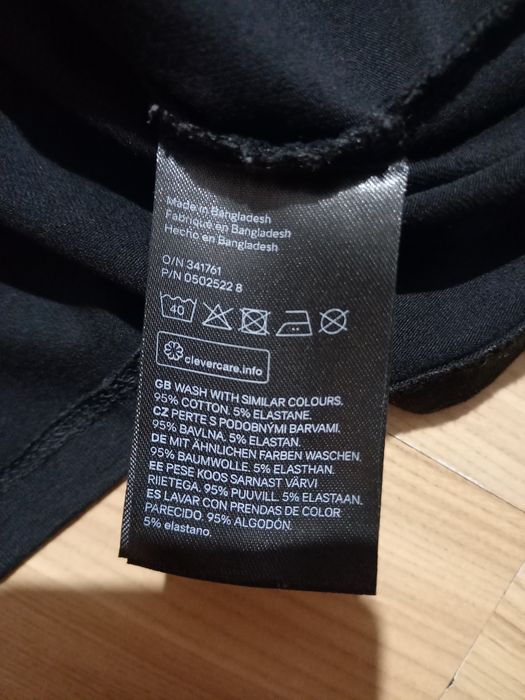 Made in Bangladesh
Fabriqué en Bangladesh
Hecho en Bangladesh
O/N 341761
P/N 0502522 8
40
clevercare.info
GB WASH WITH SIMILAR COLOURS.
95% COTTON. 5% ELASTANE.
CZ PERTE S PODOBNÝMI BARVAMI.
95% BAVLNA. 5% ELASTAN.
DE MIT ÄHNLICHEN FARBEN WASCHEN.
95% BAUMWOLLE. 5% ELASTHAN.
EE PESE KOOS SARNAST VÄRVI
RIIETEGA. 95% PUUVILL. 5% ELASTAAN.
ES LAVAR CON PRENDAS DE COLOR
PARECIDO. 95% ALGODÓN.
5% elastano.